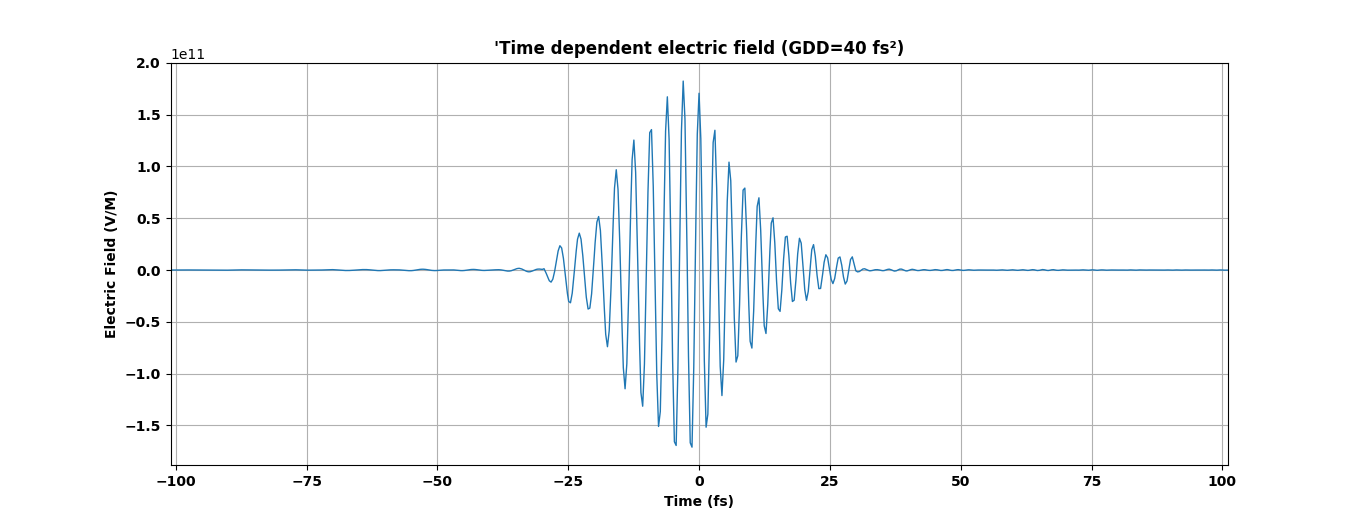 'Time dependent electric field (GDD=40 fs²)
1e11
2.0
1.5
1.0
0.5
0.0
−0.5
−1.0
−1.5
Electric Field (V/M)
−100 −75 −50 −25 0 25 50 75 100
Time (fs)